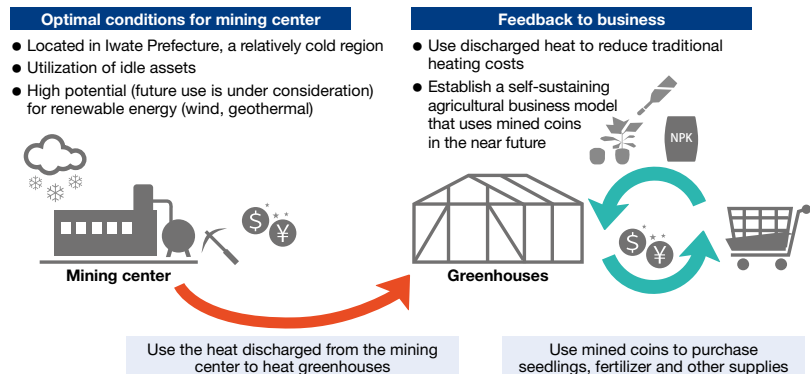 Optimal conditions for mining center
● Located in Iwate Prefecture, a relatively cold region
● Utilization of idle assets
● High potential (future use is under consideration)
for renewable energy (wind, geothermal)
Feedback to business
● Use discharged heat to reduce traditional
heating costs
● Establish a self-sustaining
agricultural business model
that uses mined coins
in the near future
NPK
$ ¥
Mining center
$ ¥
Greenhouses
Use the heat discharged from the mining
center to heat greenhouses
Use mined coins to purchase
seedlings, fertilizer and other supplies